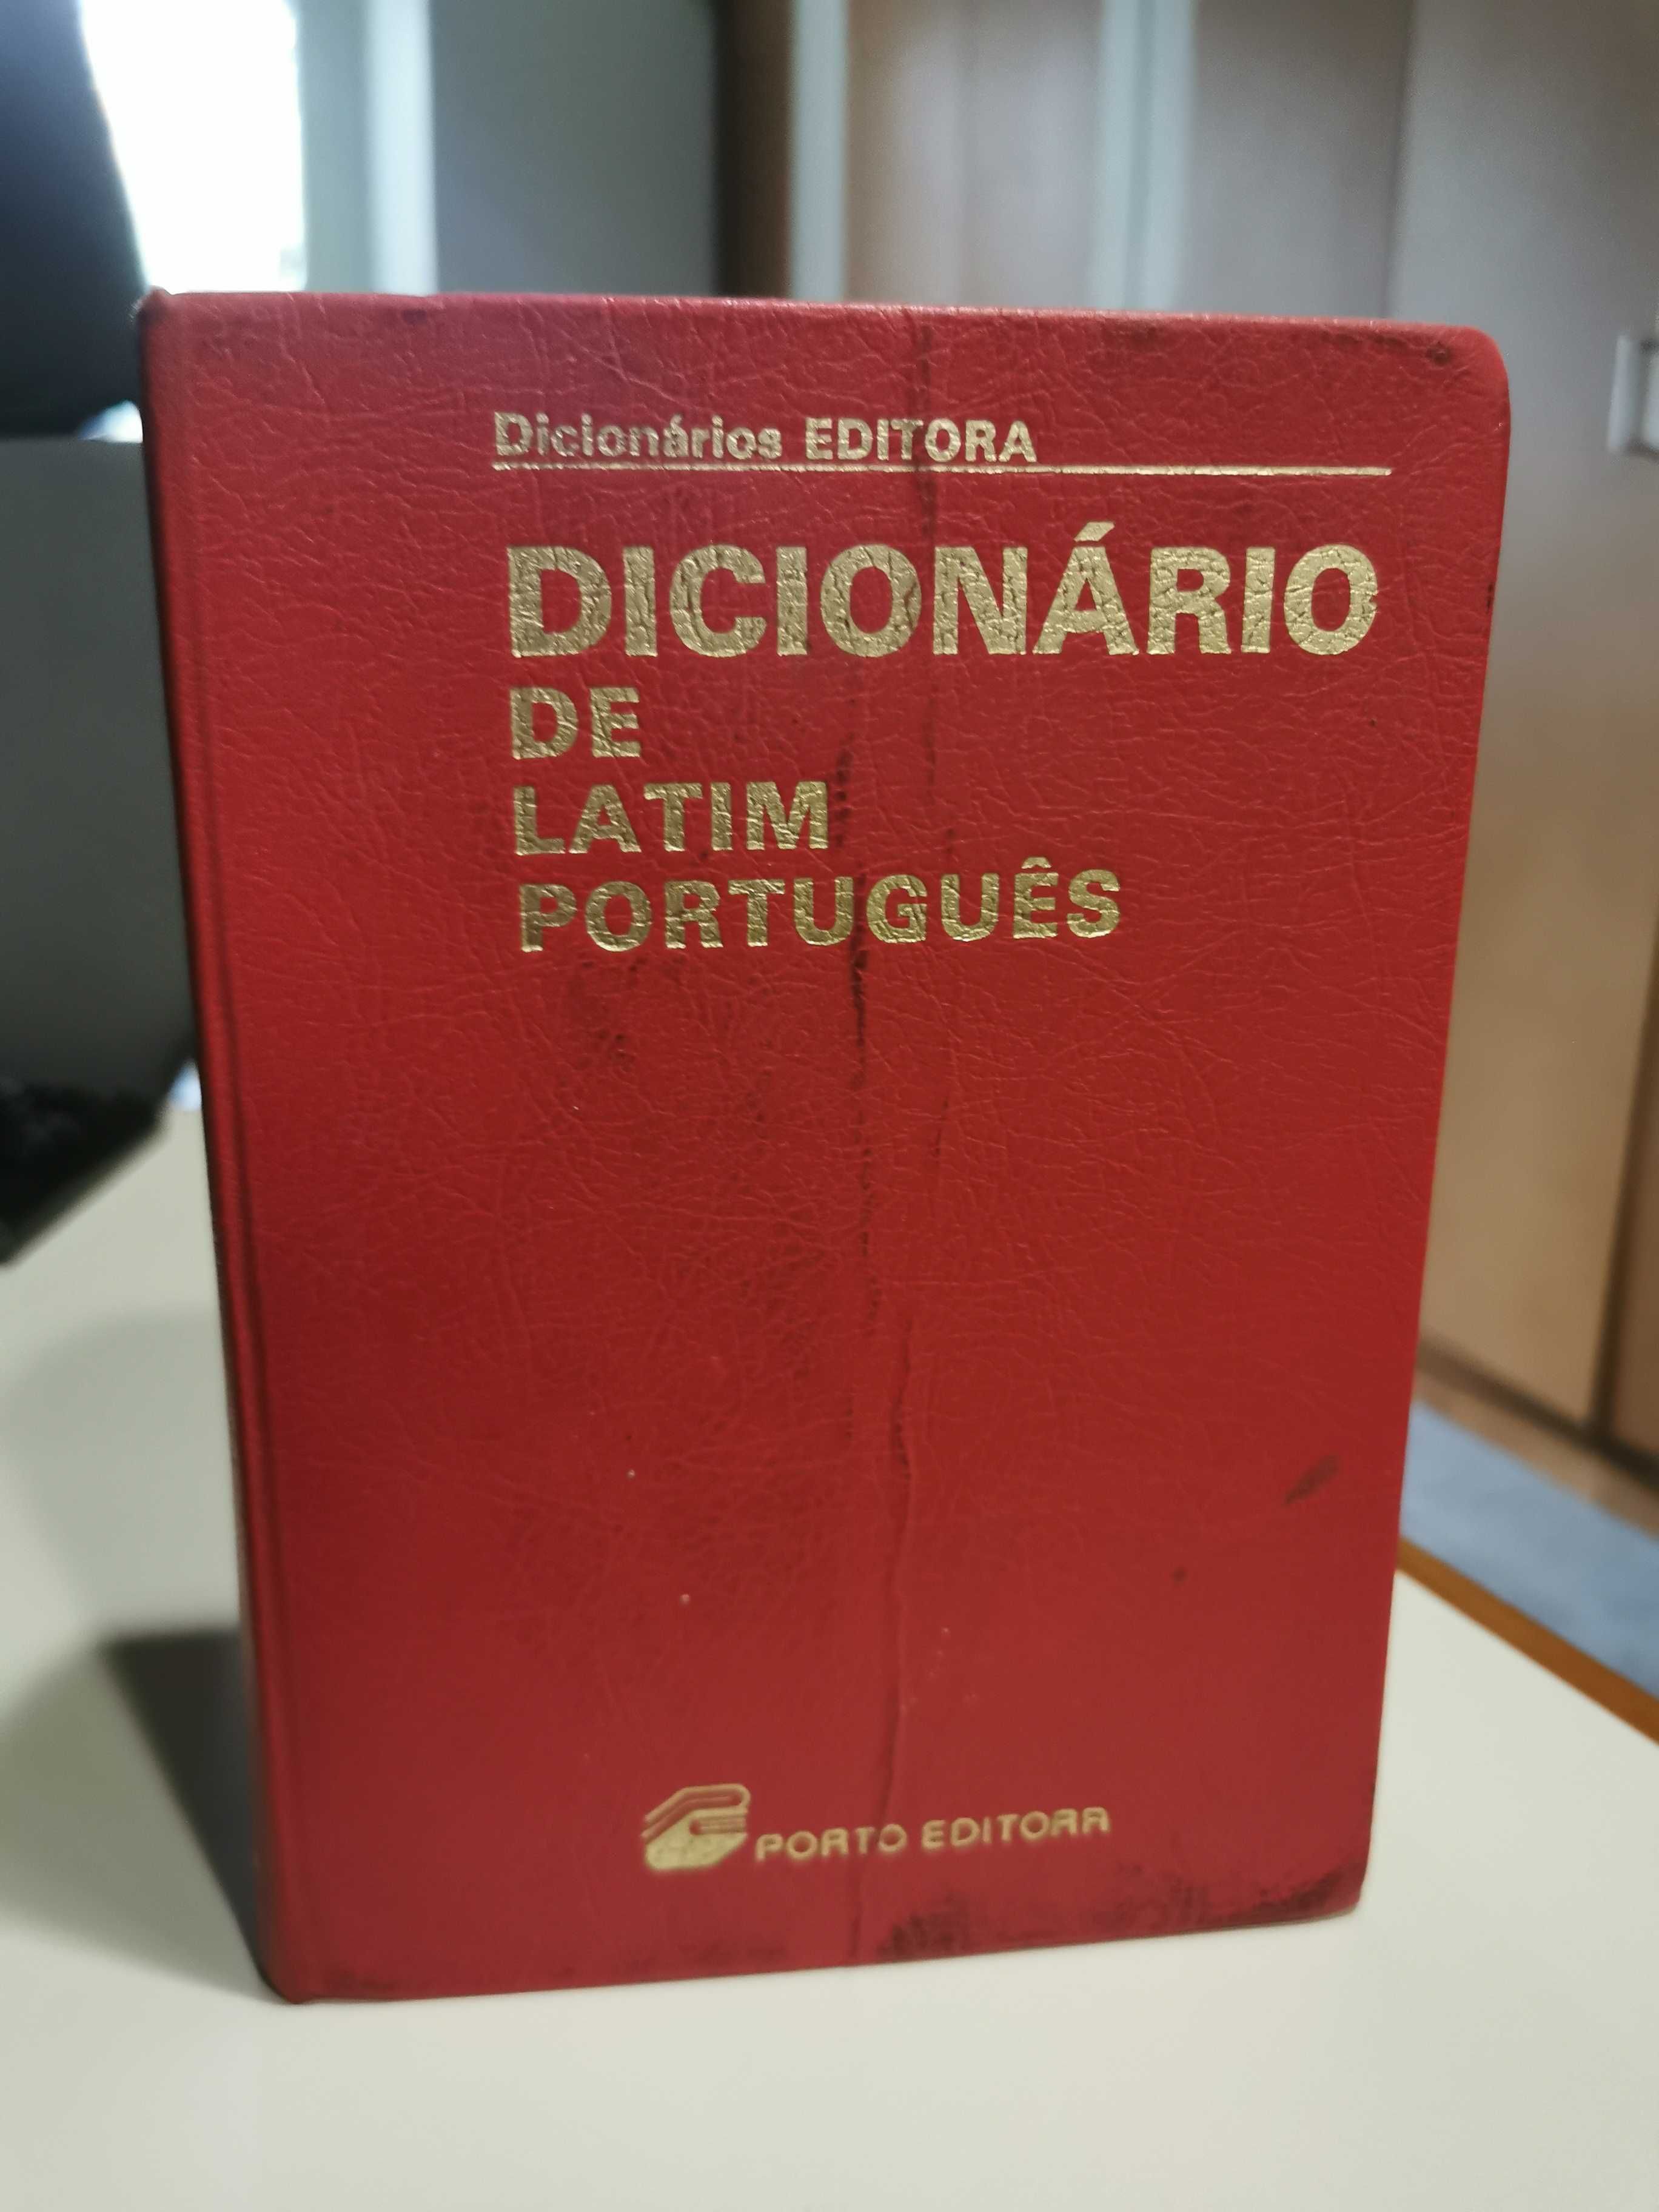 Dicionários EDITORA
DICIONÁRIO
DE
LATIM
PORTUGUÊS
PORTO EDITORA